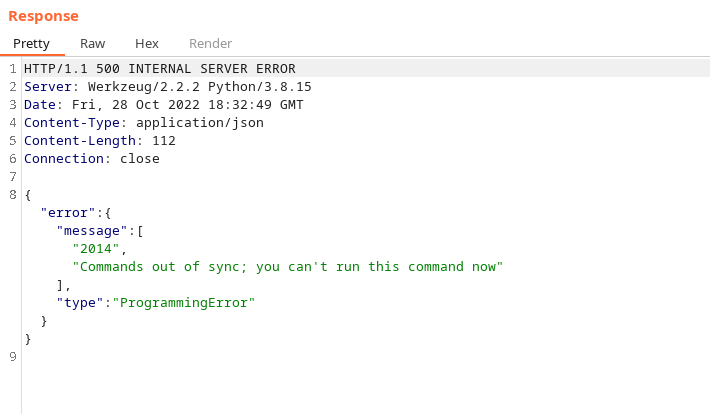 Response
Pretty Raw Hex Render
1 HTTP/1.1 500 INTERNAL SERVER ERROR
2 Server: Werkzeug/2.2.2 Python/3.8.15
3 Date: Fri, 28 Oct 2022 18:32:49 GMT
4 Content-Type: application/json
5 Content-Length: 112
6 Connection: close
7
8 {
"error":{
"message":[
"2014",
"Commands out of sync; you can't run this command now"
],
"type":"ProgrammingError"
}
}
9